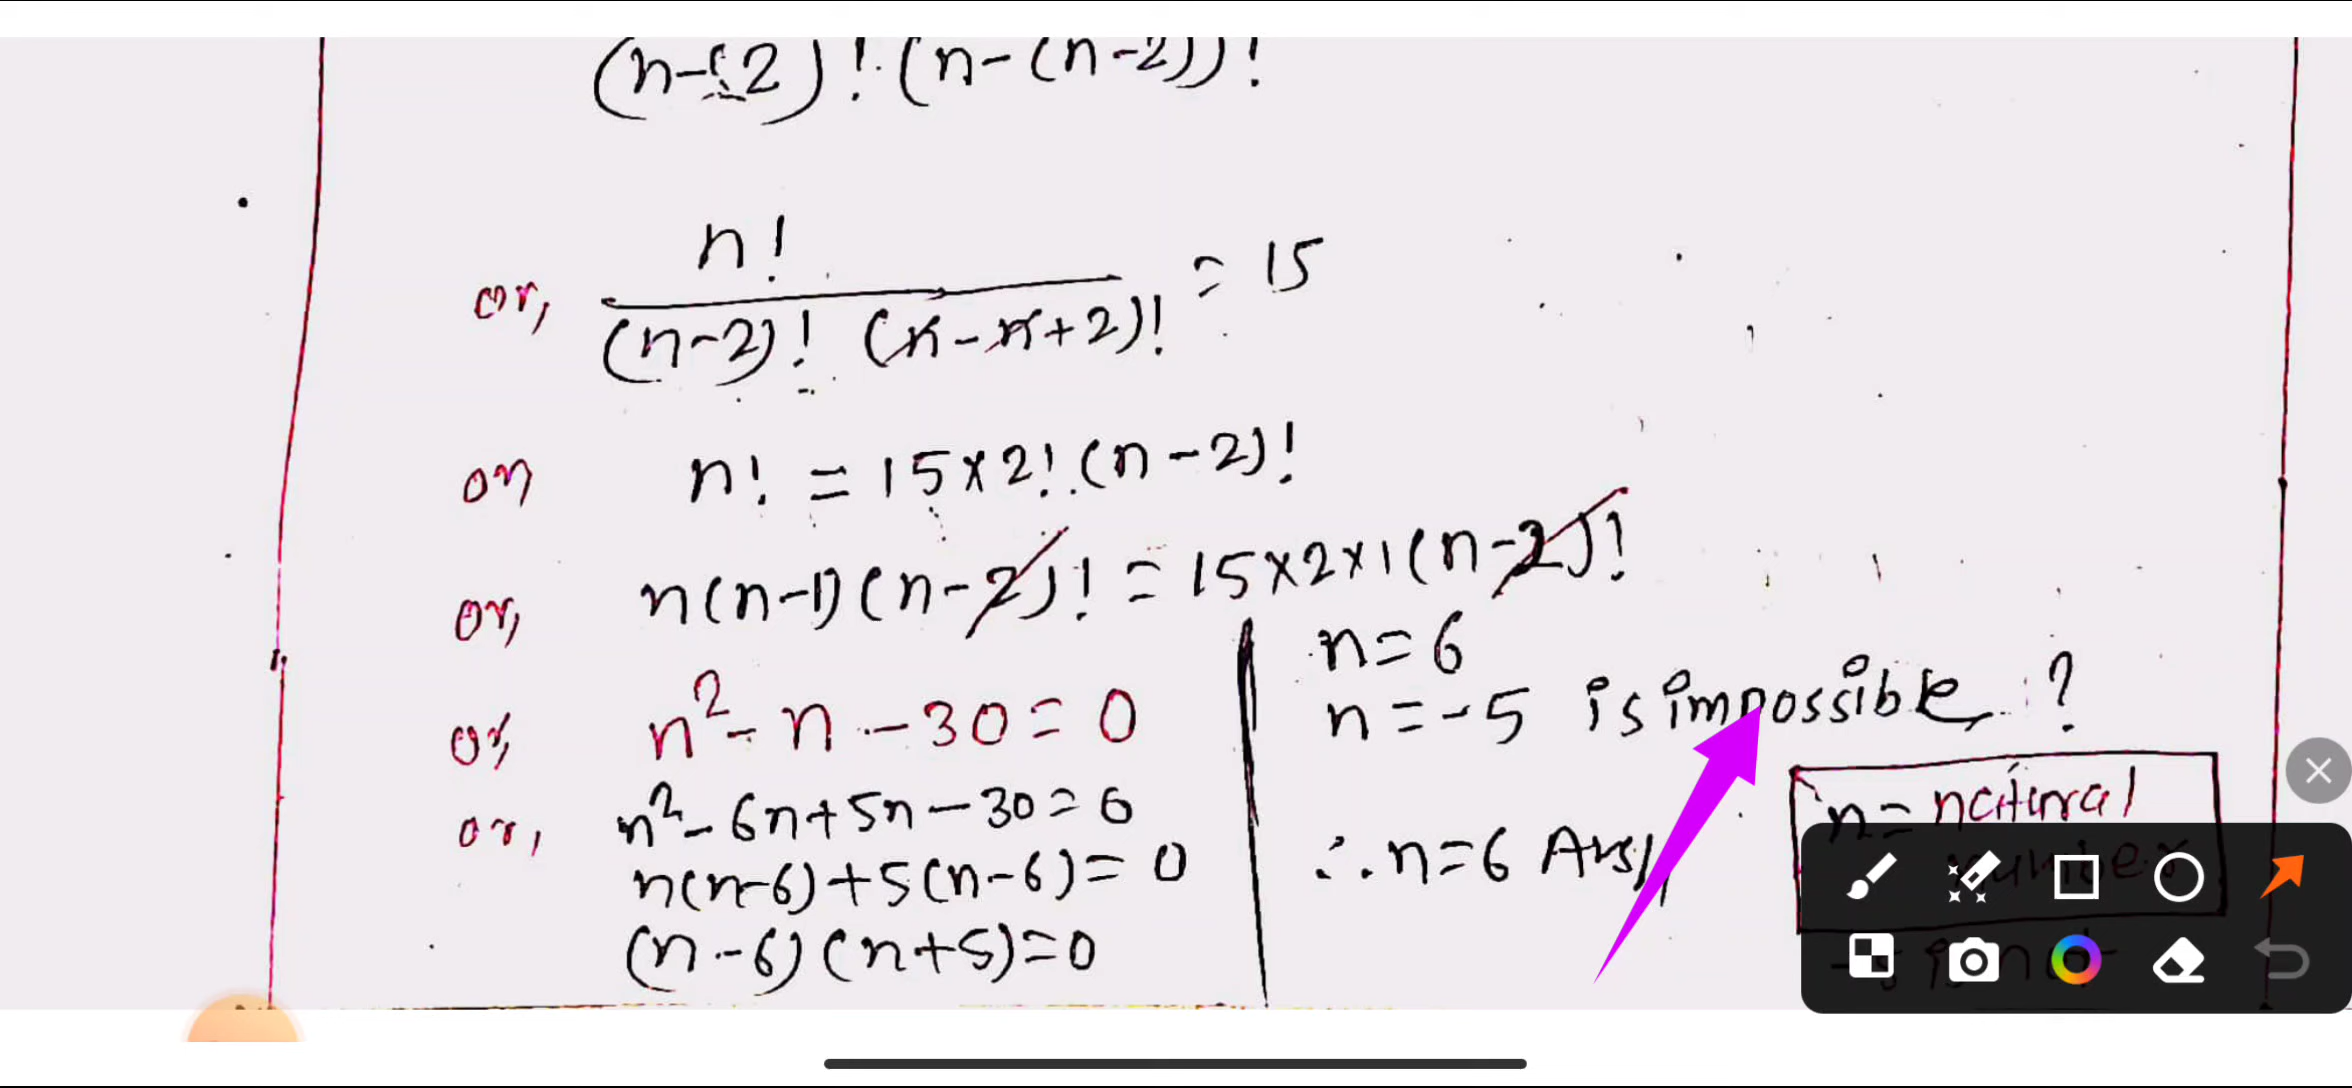 (n-(2)! (n-(n-2))!
or, n! / (n-2)! (n-n+2)! = 15
or n! = 15×2! (n-2)!
or, n(n-1)(n-2)! = 15×2×1(n-2)!
or n²-n-30=0
or, n²-6n+5n-30=0
n(n-6)+5(n-6)=0
(n-6)(n+5)=0
n=6
n=-5 is impossible ?
∴ n=6 Ans
n= natural
number